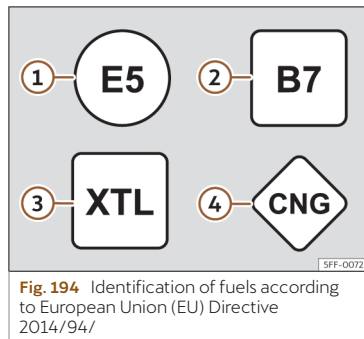 1 E5 2 B7
3 XTL 4 CNG
5FF-0072
Fig. 194 Identification of fuels according
to European Union (EU) Directive
2014/94/